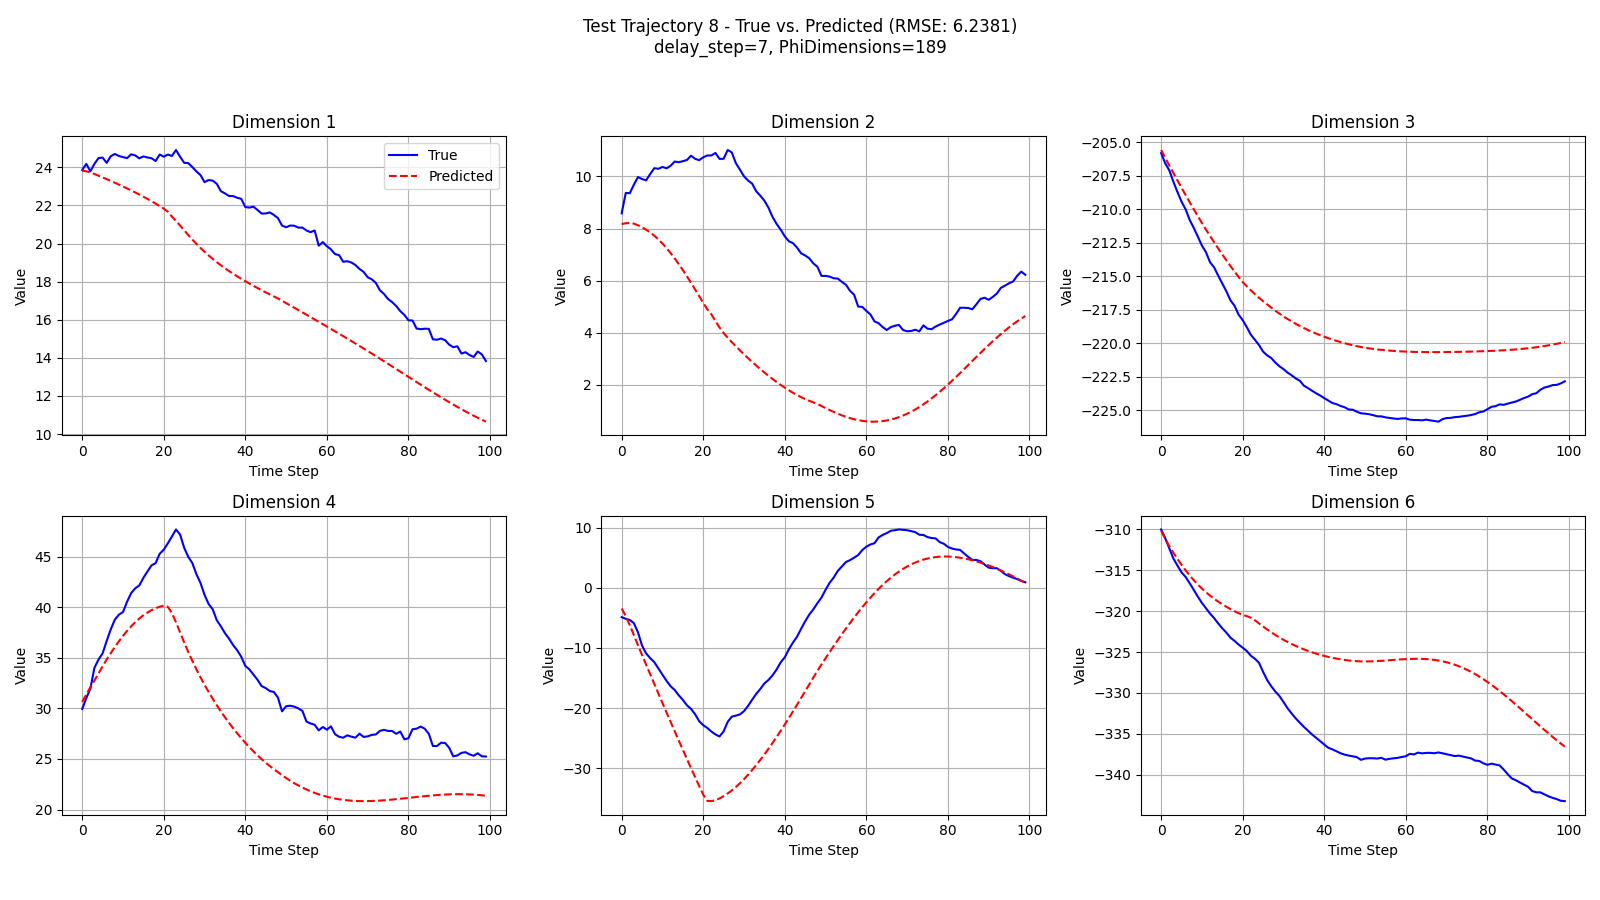 Test Trajectory 8 - True vs. Predicted (RMSE: 6.2381)
delay_step=7, PhiDimensions=189
Dimension 1
24
22
20
18
16
14
12
10
Value
0 20 40 60 80 100
Time Step
True
Predicted
Dimension 2
10
8
6
4
2
Value
0 20 40 60 80 100
Time Step
Dimension 3
−205.0
−207.5
−210.0
−212.5
−215.0
−217.5
−220.0
−222.5
−225.0
Value
0 20 40 60 80 100
Time Step
Dimension 4
45
40
35
30
25
20
Value
0 20 40 60 80 100
Time Step
Dimension 5
10
0
−10
−20
−30
Value
0 20 40 60 80 100
Time Step
Dimension 6
−310
−315
−320
−325
−330
−335
−340
Value
0 20 40 60 80 100
Time Step